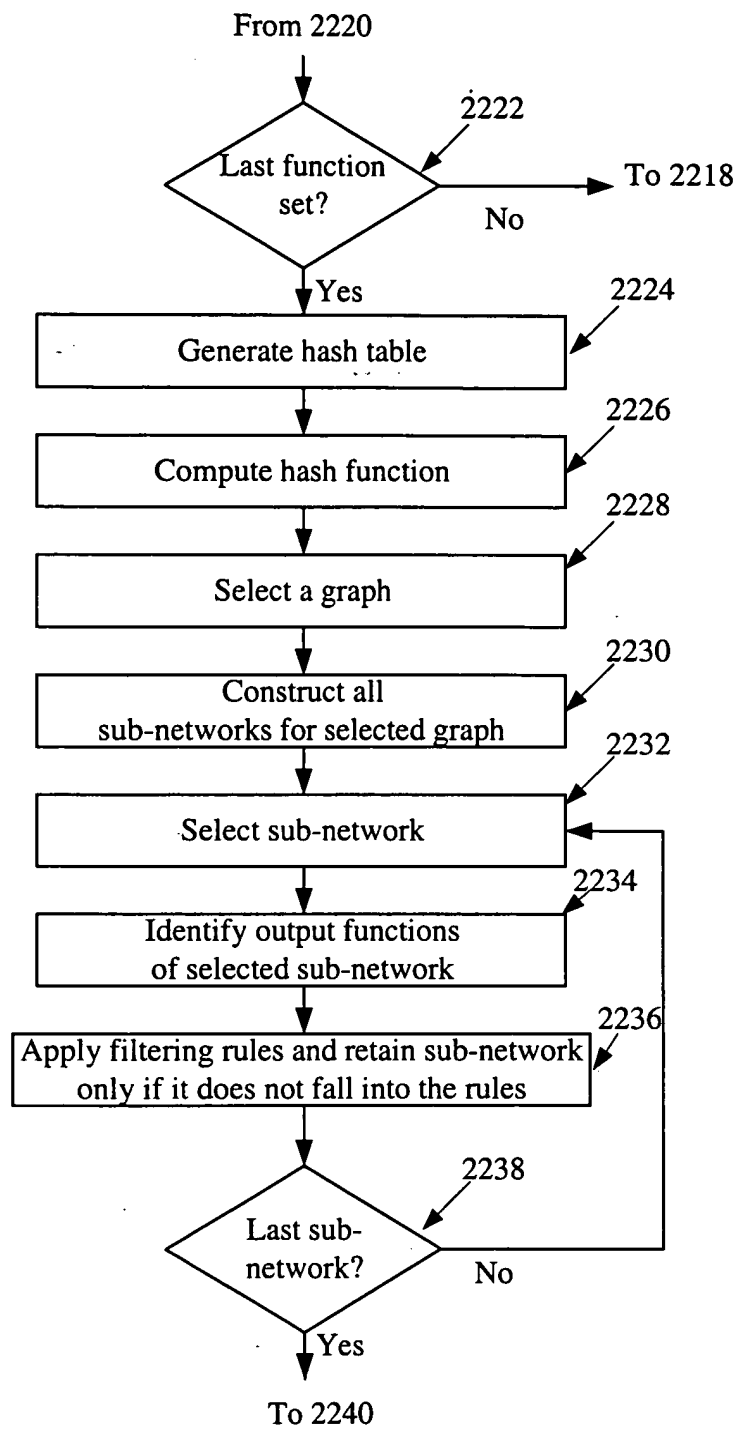 From 2220
2222
Last function
set?
To 2218
No
Yes
2224
Generate hash table
2226
Compute hash function
2228
Select a graph
2230
Construct all
sub-networks for selected graph
2232
Select sub-network
2234
Identify output functions
of selected sub-network
2236
Apply filtering rules and retain sub-network
only if it does not fall into the rules
2238
Last sub-
network?
No
Yes
To 2240